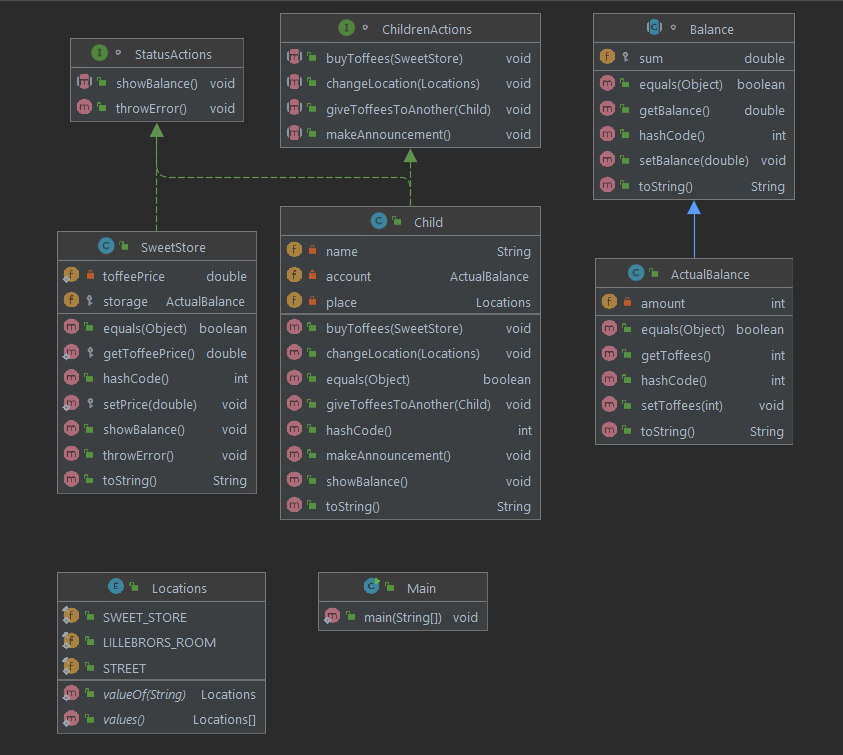 StatusActions
showBalance() void
throwError() void
ChildrenActions
buyToffees(SweetStore) void
changeLocation(Locations) void
giveToffeesToAnother(Child) void
makeAnnouncement() void
Balance
sum double
equals(Object) boolean
getBalance() double
hashCode() int
setBalance(double) void
toString() String
SweetStore
toffeePrice double
storage ActualBalance
equals(Object) boolean
getToffeePrice() double
hashCode() int
setPrice(double) void
showBalance() void
throwError() void
toString() String
Child
name String
account ActualBalance
place Locations
buyToffees(SweetStore) void
changeLocation(Locations) void
equals(Object) boolean
giveToffeesToAnother(Child) void
hashCode() int
makeAnnouncement() void
showBalance() void
toString() String
ActualBalance
amount int
equals(Object) boolean
getToffees() int
hashCode() int
setToffees(int) void
toString() String
Locations
SWEET_STORE
LILLEBRORS_ROOM
STREET
valueOf(String) Locations
values() Locations[]
Main
main(String[]) void